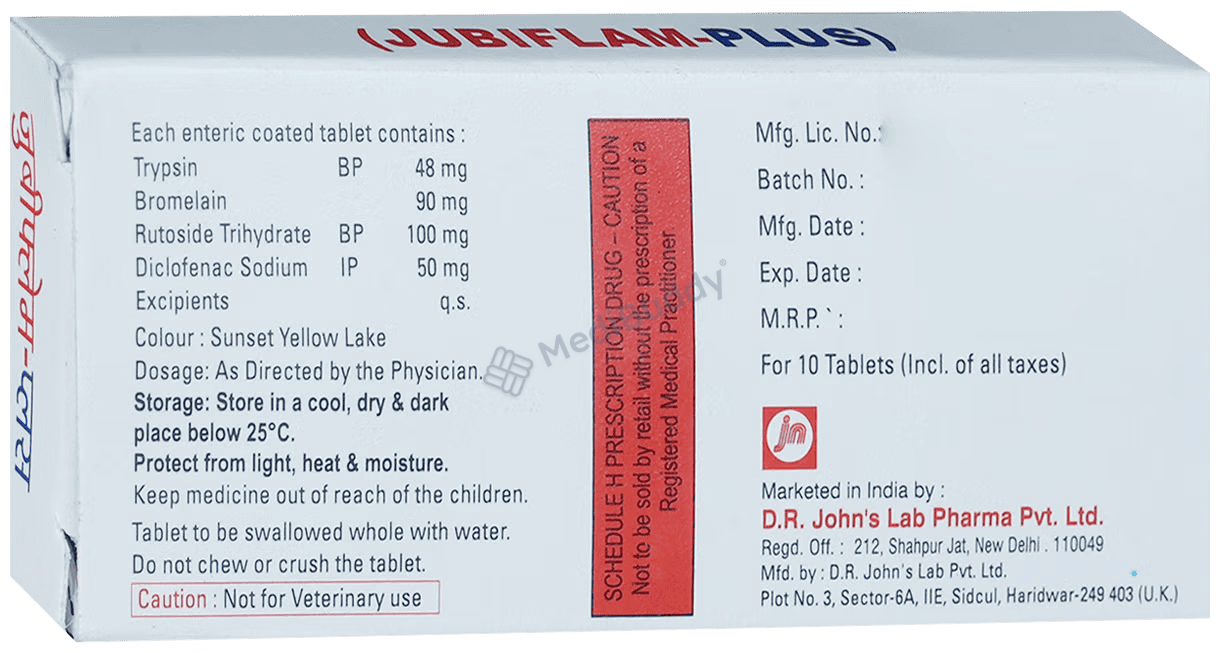 (JUBIFLAM-PLUS)
जुबीफ्लेम-प्लस
Each enteric coated tablet contains :
Trypsin BP 48 mg
Bromelain 90 mg
Rutoside Trihydrate BP 100 mg
Diclofenac Sodium IP 50 mg
Excipients q.s.
Colour : Sunset Yellow Lake
Dosage: As Directed by the Physician.
Storage: Store in a cool, dry & dark
place below 25°C.
Protect from light, heat & moisture.
Keep medicine out of reach of the children.
Tablet to be swallowed whole with water.
Do not chew or crush the tablet.
Caution : Not for Veterinary use
SCHEDULE H PRESCRIPTION DRUG – CAUTION
Not to be sold by retail without the prescription of a
Registered Medical Practitioner
MedBuddy®
Mfg. Lic. No.:
Batch No. :
Mfg. Date :
Exp. Date :
M.R.P.` :
For 10 Tablets (Incl. of all taxes)
jn
Marketed in India by :
D.R. John's Lab Pharma Pvt. Ltd.
Regd. Off. : 212, Shahpur Jat, New Delhi . 110049
Mfd. by : D.R. John's Lab Pvt. Ltd.
Plot No. 3, Sector-6A, IIE, Sidcul, Haridwar-249 403 (U.K.)